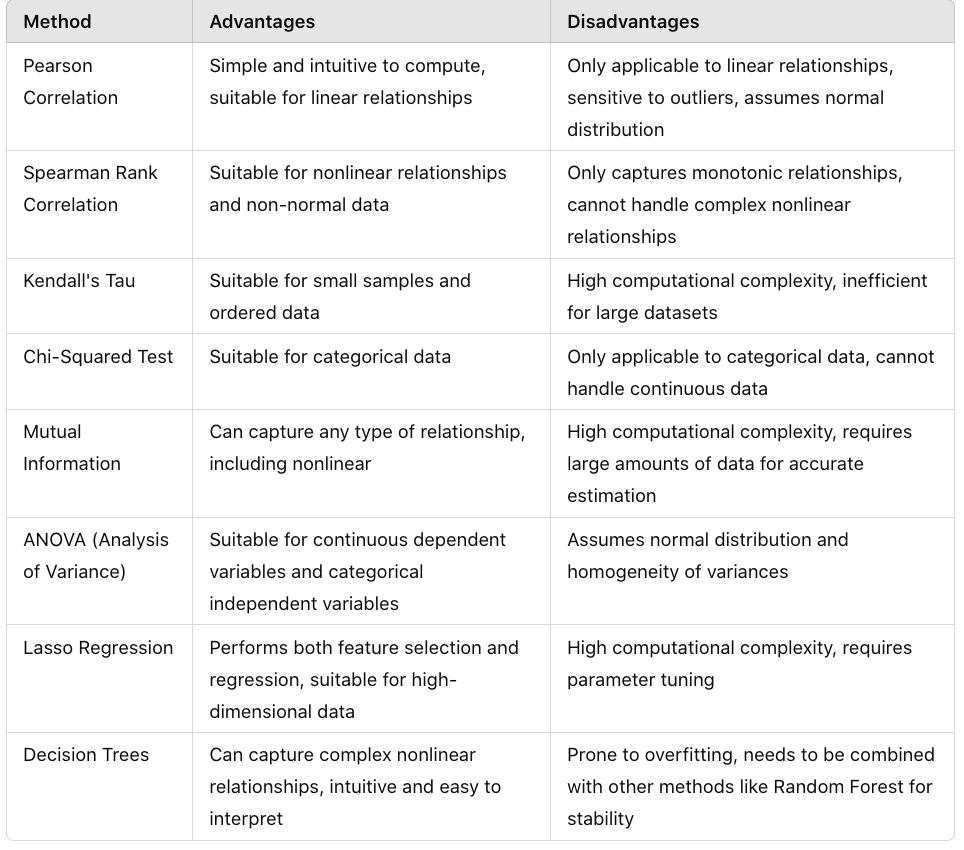 Method Advantages Disadvantages
Pearson Simple and intuitive to compute, Only applicable to linear relationships,
Correlation suitable for linear relationships sensitive to outliers, assumes normal
distribution
Spearman Rank Suitable for nonlinear relationships Only captures monotonic relationships,
Correlation and non-normal data cannot handle complex nonlinear
relationships
Kendall's Tau Suitable for small samples and High computational complexity, inefficient
ordered data for large datasets
Chi-Squared Test Suitable for categorical data Only applicable to categorical data, cannot
handle continuous data
Mutual Can capture any type of relationship, High computational complexity, requires
Information including nonlinear large amounts of data for accurate
estimation
ANOVA (Analysis Suitable for continuous dependent Assumes normal distribution and
of Variance) variables and categorical homogeneity of variances
independent variables
Lasso Regression Performs both feature selection and High computational complexity, requires
regression, suitable for high- parameter tuning
dimensional data
Decision Trees Can capture complex nonlinear Prone to overfitting, needs to be combined
relationships, intuitive and easy to with other methods like Random Forest for
interpret stability